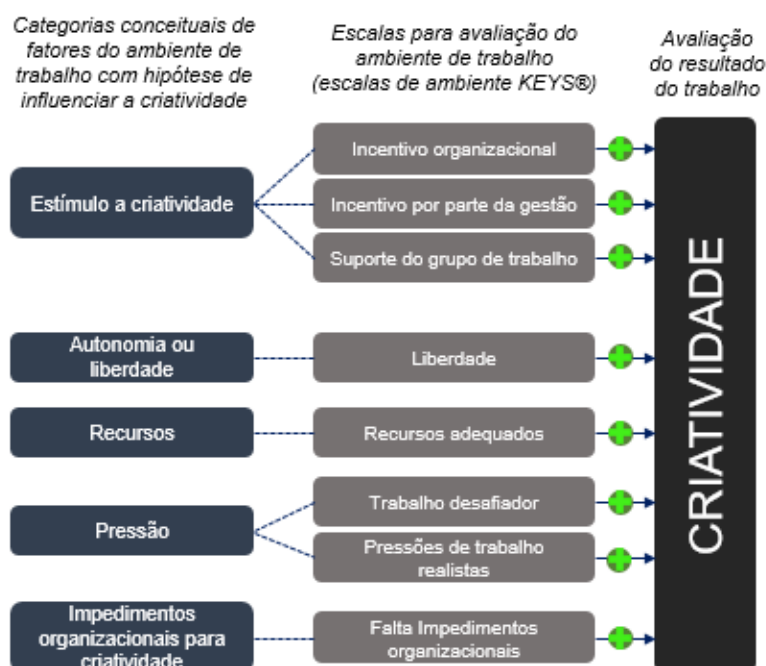 Categorias conceituais de
fatores do ambiente de
trabalho com hipótese de
influenciar a criatividade
Escalas para avaliação do
ambiente de trabalho
(escalas de ambiente KEYS®)
Avaliação
do resultado
do trabalho
Estímulo a criatividade
Incentivo organizacional
Incentivo por parte da gestão
Suporte do grupo de trabalho
Autonomia ou
liberdade
Liberdade
Recursos
Recursos adequados
Pressão
Trabalho desafiador
Pressões de trabalho
realistas
Impedimentos
organizacionais para
criatividade
Falta Impedimentos
organizacionais
CRIATIVIDADE